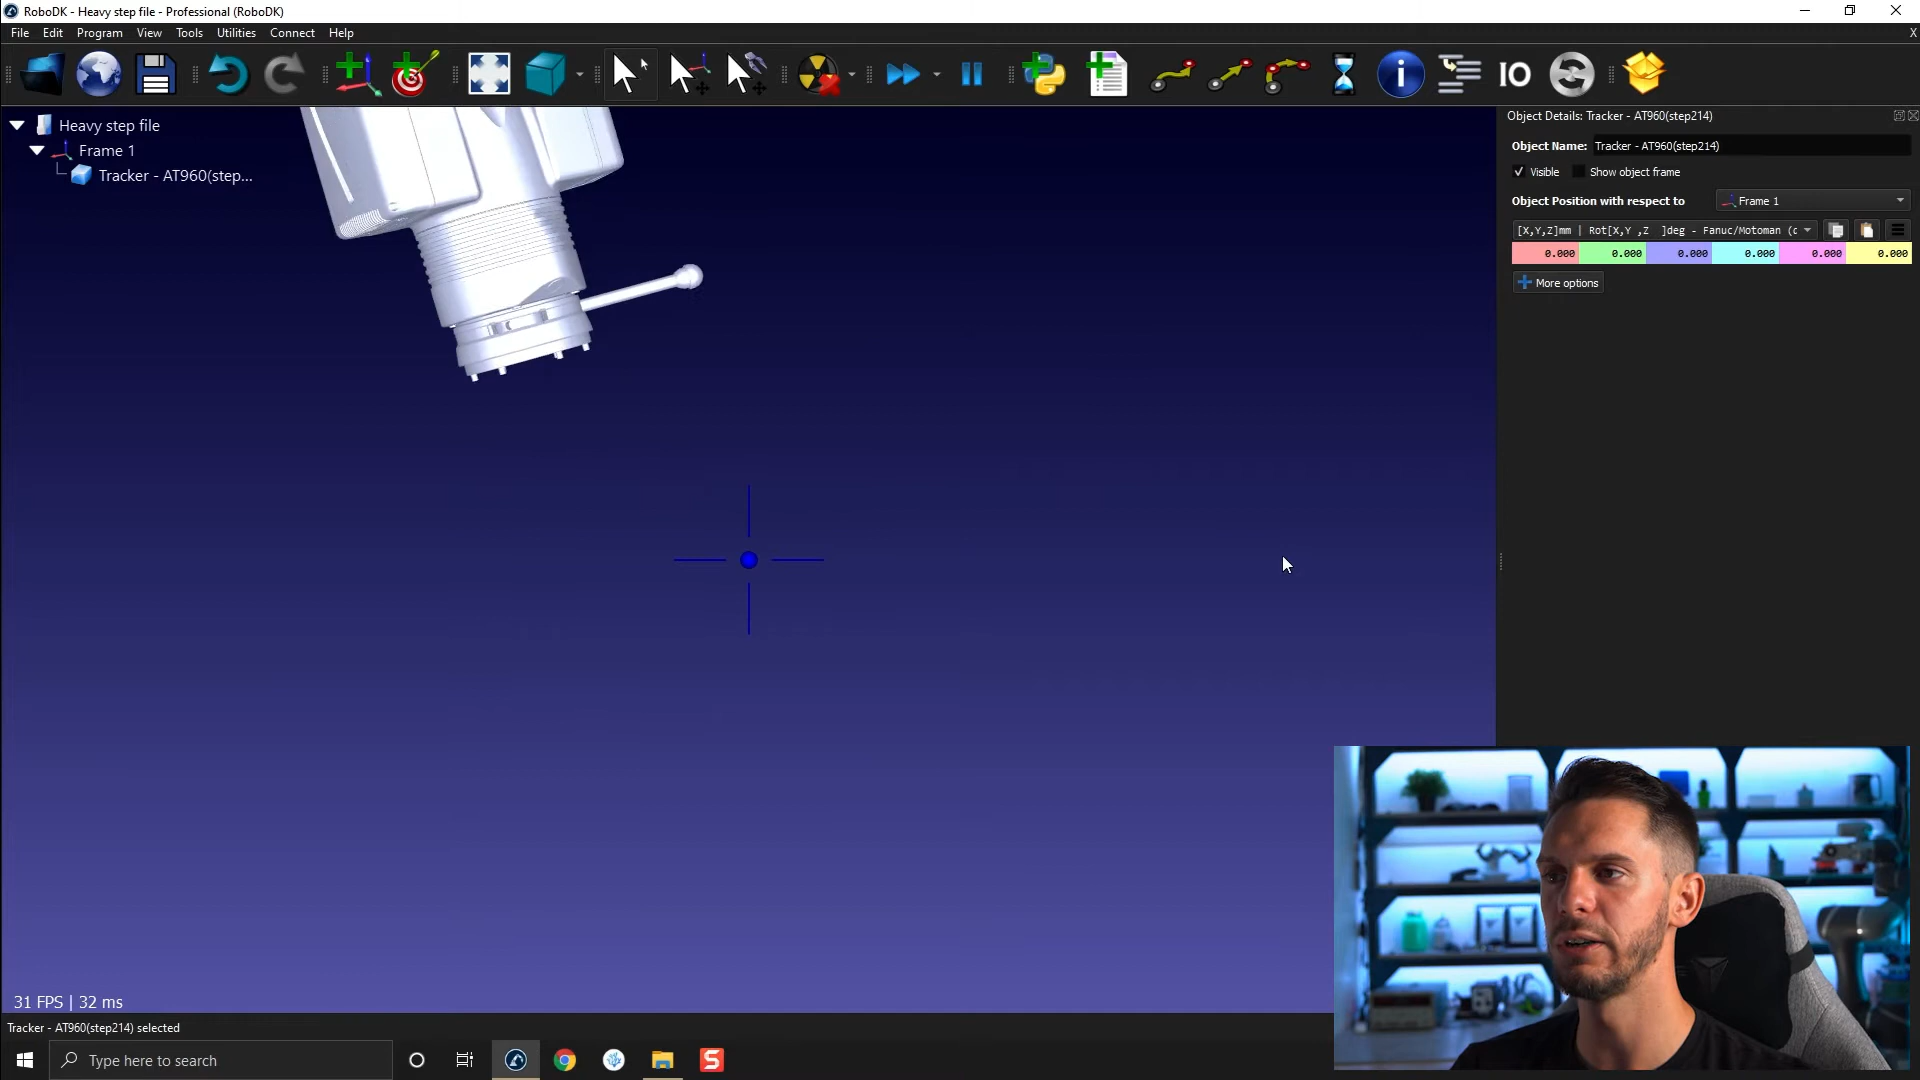 RoboDK - Heavy step file - Professional (RoboDK)
File Edit Program View Tools Utilities Connect Help X
IO
Heavy step file
Frame 1
Tracker - AT960(step...
Object Details: Tracker - AT960(step214)
Object Name: Tracker - AT960(step214)
Visible Show object frame
Object Position with respect to Frame 1
[X,Y,Z]mm | Rot[X,Y ,Z ]deg - Fanuc/Motoman (c
0.000 0.000 0.000 0.000 0.000 0.000
More options
31 FPS | 32 ms
Tracker - AT960(step214) selected
Type here to search